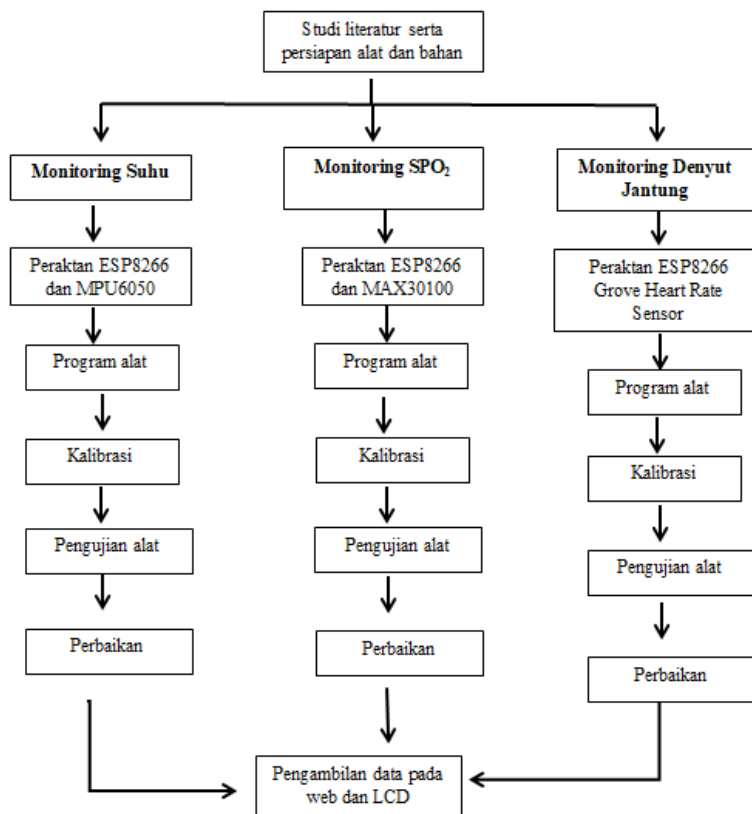 Studi literatur serta
persiapan alat dan bahan
Monitoring Suhu
Peraktan ESP8266
dan MPU6050
Program alat
Kalibrasi
Pengujian alat
Perbaikan
Monitoring SPO₂
Peraktan ESP8266
dan MAX30100
Program alat
Kalibrasi
Pengujian alat
Perbaikan
Monitoring Denyut
Jantung
Peraktan ESP8266
Grove Heart Rate
Sensor
Program alat
Kalibrasi
Pengujian alat
Perbaikan
Pengambilan data pada
web dan LCD